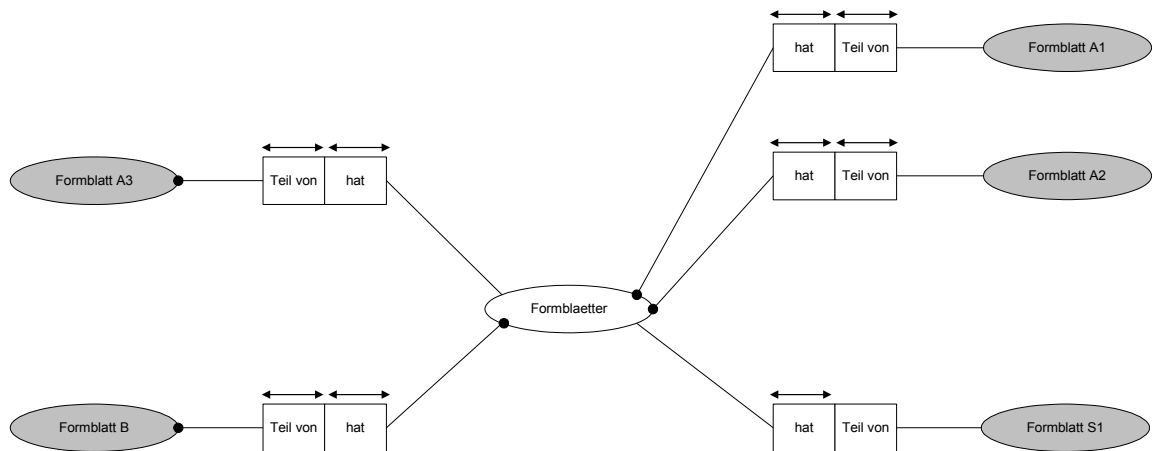 hat Teil von Formblatt A1
Formblatt A3 Teil von hat
hat Teil von Formblatt A2
Formblaetter
Formblatt B Teil von hat
hat Teil von Formblatt S1